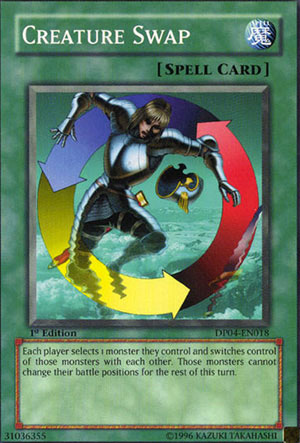 CREATURE SWAP
魔
[SPELL CARD]
1st Edition
DP04-EN018
Each player selects 1 monster they control and switches control
of those monsters with each other. Those monsters cannot
change their battle positions for the rest of this turn.
31036355
©1996 KAZUKI TAKAHASHI